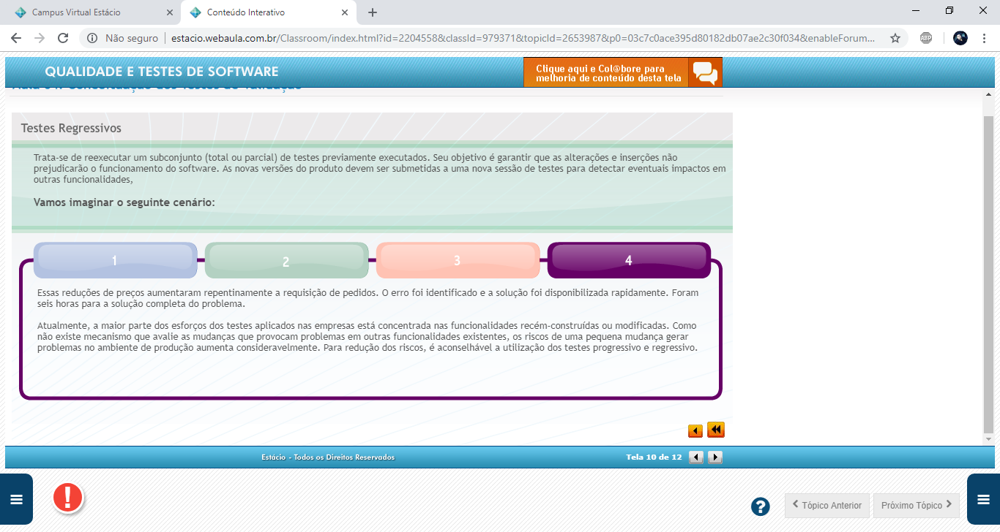 Campus Virtual Estácio
Conteúdo Interativo
Não seguro
estacio.webaula.com.br/Classroom/index.html?id=2204558&classId=979371&topicId=2653987&p0=03c7c0ace395d80182db07ae2c30f034&enableForum...
ABP
QUALIDADE E TESTES DE SOFTWARE
Clique aqui e Col@bore para
melhoria de conteúdo desta tela
Testes Regressivos
Trata-se de reexecutar um subconjunto (total ou parcial) de testes previamente executados. Seu objetivo é garantir que as alterações e inserções não
prejudicarão o funcionamento do software. As novas versões do produto devem ser submetidas a uma nova sessão de testes para detectar eventuais impactos em
outras funcionalidades,
Vamos imaginar o seguinte cenário:
1
2
3
4
Essas reduções de preços aumentaram repentinamente a requisição de pedidos. O erro foi identificado e a solução foi disponibilizada rapidamente. Foram
seis horas para a solução completa do problema.
Atualmente, a maior parte dos esforços dos testes aplicados nas empresas está concentrada nas funcionalidades recém-construídas ou modificadas. Como
não existe mecanismo que avalie as mudanças que provocam problemas em outras funcionalidades existentes, os riscos de uma pequena mudança gerar
problemas no ambiente de produção aumenta consideravelmente. Para redução dos riscos, é aconselhável a utilização dos testes progressivo e regressivo.
Estácio - Todos os Direitos Reservados
Tela 10 de 12
Tópico Anterior
Próximo Tópico